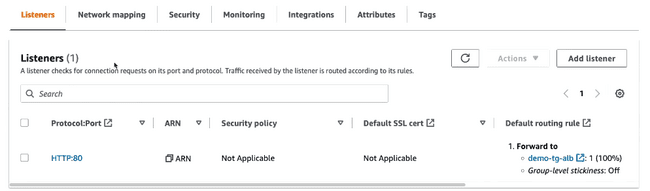 Listeners Network mapping Security Monitoring Integrations Attributes Tags
Listeners (1)
A listener checks for connection requests on its port and protocol. Traffic received by the listener is routed according to its rules.
Actions Add listener
Search
1
Protocol:Port ARN Security policy Default SSL cert Default routing rule
1. Forward to
HTTP:80 ARN Not Applicable Not Applicable
demo-tg-alb: 1 (100%)
Group-level stickiness: Off